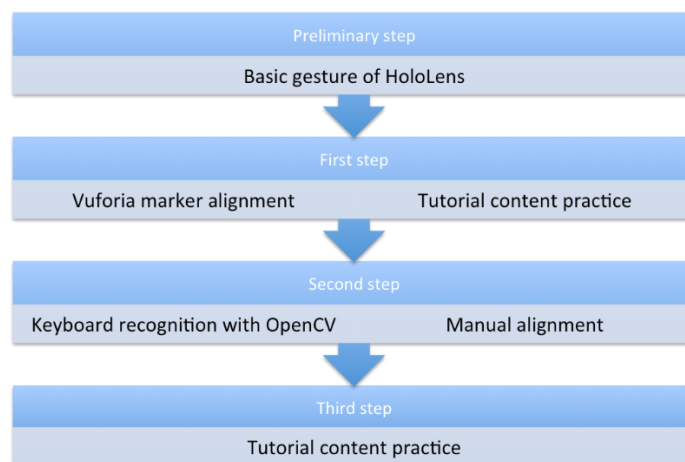 Preliminary step
Basic gesture of HoloLens
First step
Vuforia marker alignment Tutorial content practice
Second step
Keyboard recognition with OpenCV Manual alignment
Third step
Tutorial content practice